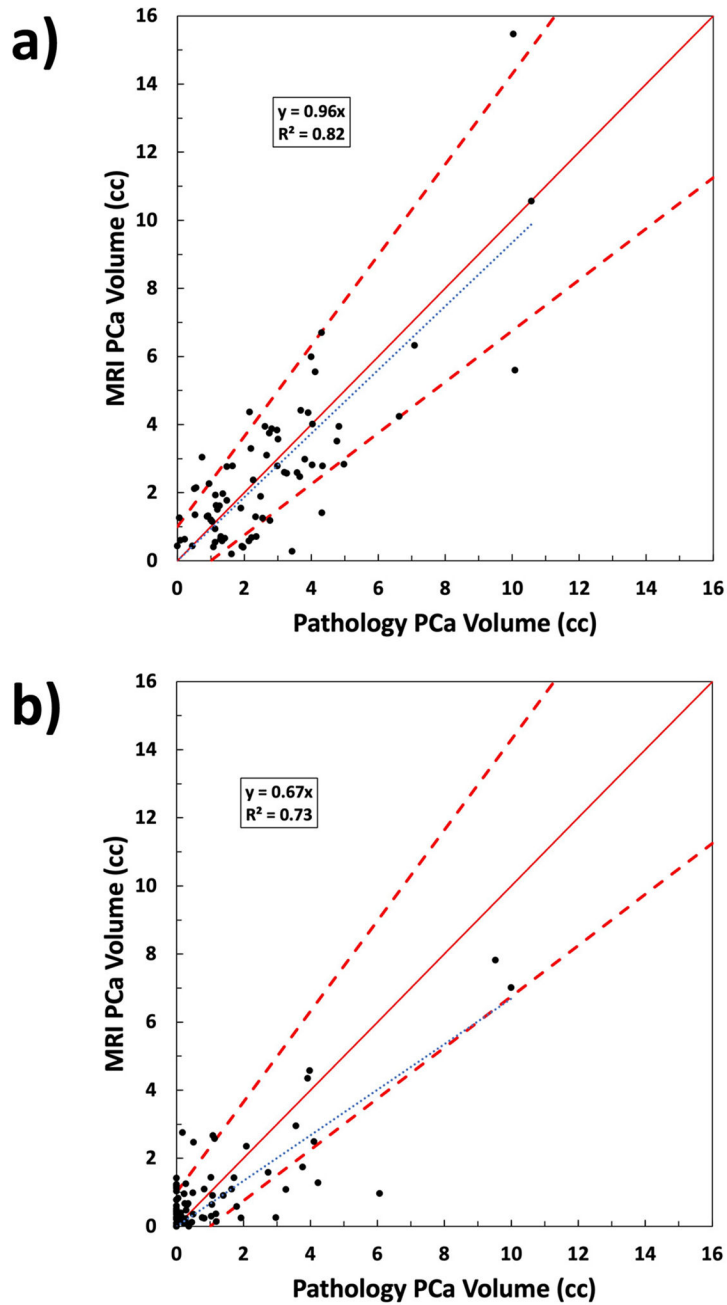 a)
16
14
12
10
8
6
4
2
0
MRI PCa Volume (cc)
y = 0.96x
R² = 0.82
0 2 4 6 8 10 12 14 16
Pathology PCa Volume (cc)
b)
16
14
12
10
8
6
4
2
0
MRI PCa Volume (cc)
y = 0.67x
R² = 0.73
0 2 4 6 8 10 12 14 16
Pathology PCa Volume (cc)